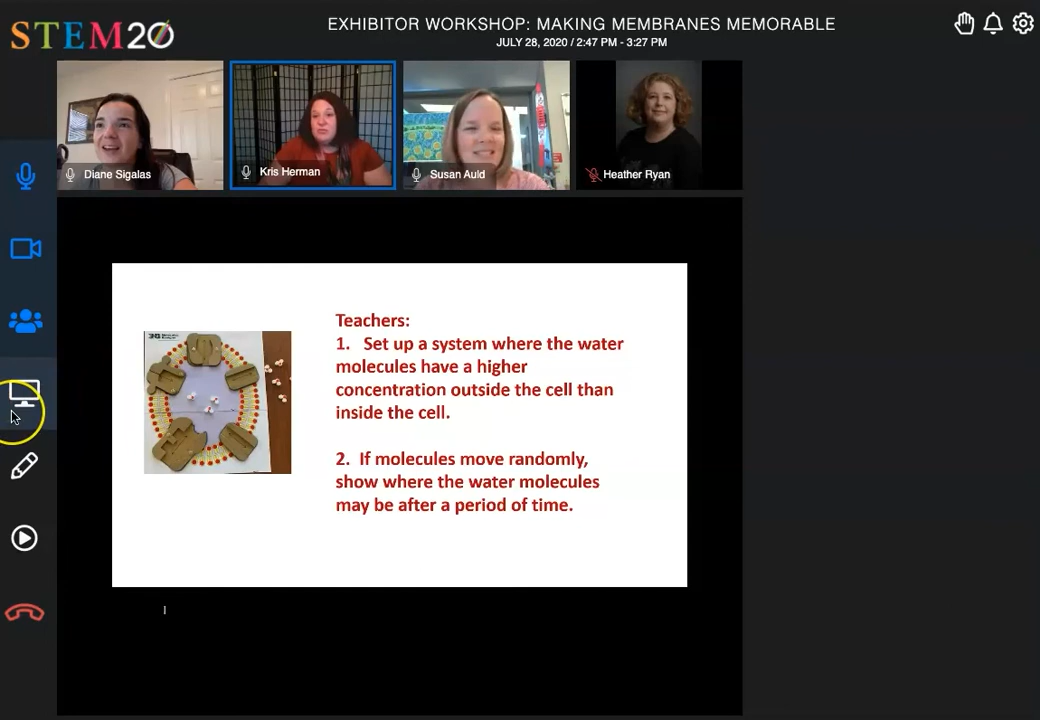 STEM20
EXHIBITOR WORKSHOP: MAKING MEMBRANES MEMORABLE
JULY 28, 2020 / 2:47 PM - 3:27 PM
Diane Sigalas
Kris Herman
Susan Auld
Heather Ryan
Teachers:
1. Set up a system where the water
molecules have a higher
concentration outside the cell than
inside the cell.
2. If molecules move randomly,
show where the water molecules
may be after a period of time.